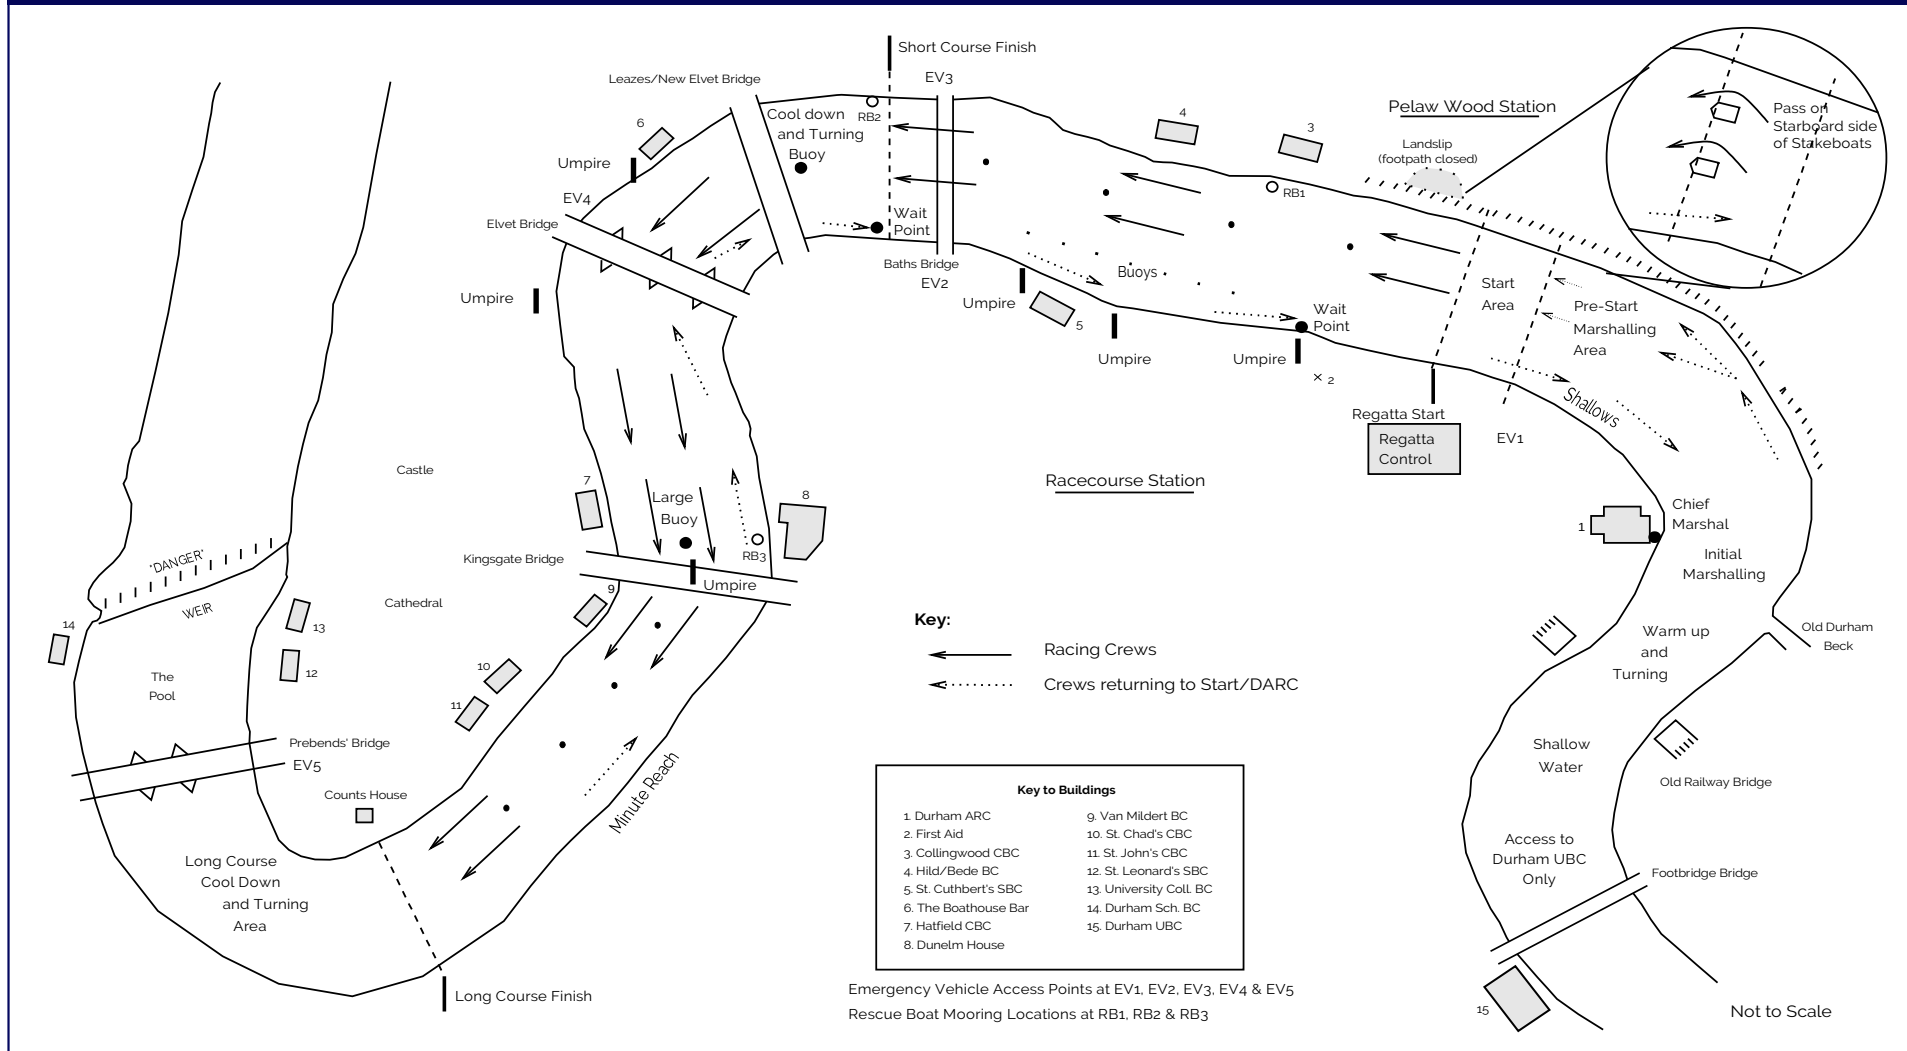 Short Course Finish
Leazes/New Elvet Bridge
EV3
Cool down
and Turning
Buoy
RB2
6
Umpire
EV4
Elvet Bridge
Wait
Point
Baths Bridge
EV2
Umpire
4
3
Pelaw Wood Station
Landslip
(footpath closed)
RB1
Pass on
Starboard side
of Stakeboats
Buoys
Umpire
5
Umpire
Wait
Point
Umpire
× 2
Start
Area
Pre-Start
Marshalling
Area
Shallows
Regatta Start
Regatta
Control
EV1
Castle
Racecourse Station
7
Large
Buoy
8
RB3
Kingsgate Bridge
Umpire
9
1
Chief
Marshal
Initial
Marshalling
"DANGER"
WEIR
Cathedral
14
13
12
The
Pool
10
11
Key:
Racing Crews
Crews returning to Start/DARC
Warm up
and
Turning
Old Durham
Beck
Shallow
Water
Old Railway Bridge
Prebends' Bridge
EV5
Counts House
Minute Reach
Long Course
Cool Down
and Turning
Area
Long Course Finish
Key to Buildings
1. Durham ARC
2. First Aid
3. Collingwood CBC
4. Hild/Bede BC
5. St. Cuthbert's SBC
6. The Boathouse Bar
7. Hatfield CBC
8. Dunelm House
9. Van Mildert BC
10. St. Chad's CBC
11. St. John's CBC
12. St. Leonard's SBC
13. University Coll. BC
14. Durham Sch. BC
15. Durham UBC
Emergency Vehicle Access Points at EV1, EV2, EV3, EV4 & EV5
Rescue Boat Mooring Locations at RB1, RB2 & RB3
Access to
Durham UBC
Only
Footbridge Bridge
15
Not to Scale